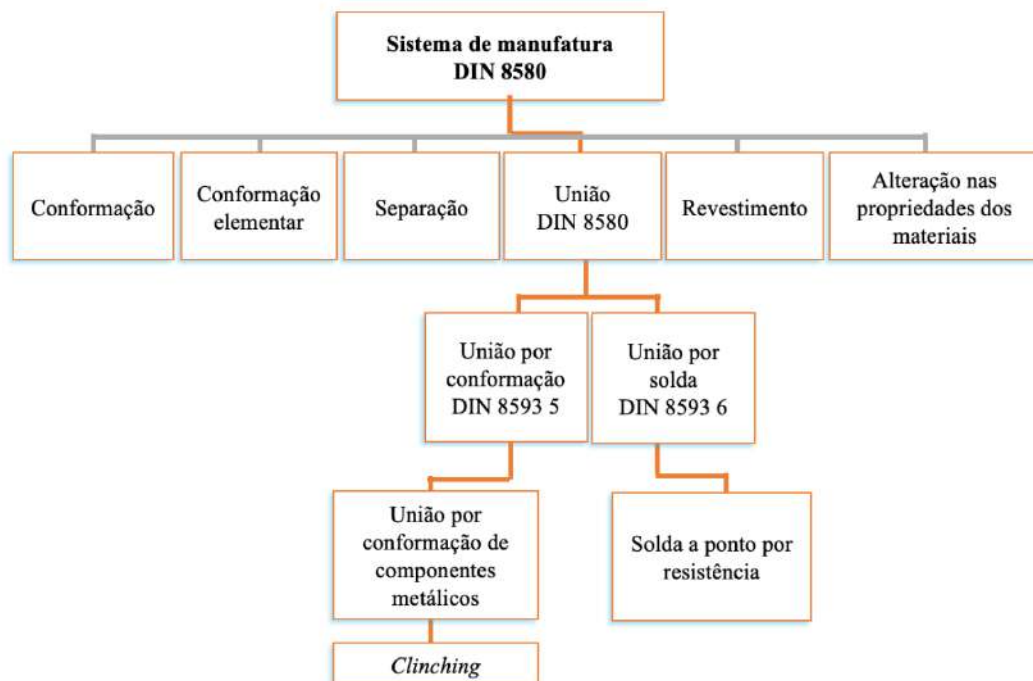 Sistema de manufatura
DIN 8580
Conformação
Conformação
elementar
Separação
União
DIN 8580
Revestimento
Alteração nas
propriedades dos
materiais
União por
conformação
DIN 8593 5
União por
solda
DIN 8593 6
União por
conformação de
componentes
metálicos
Solda a ponto por
resistência
Clinching